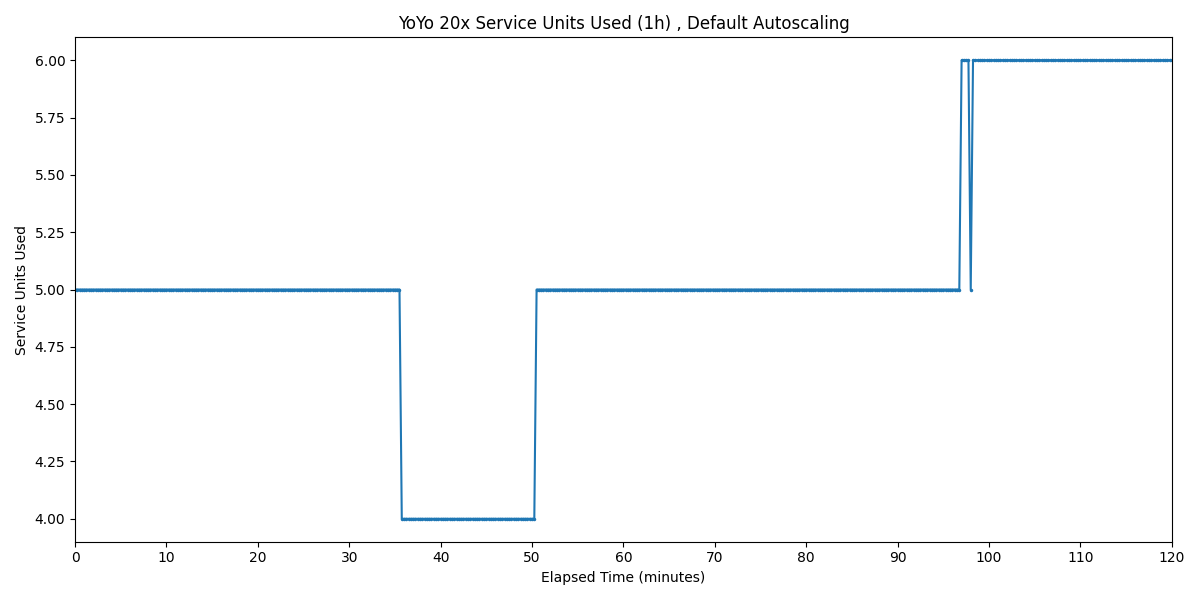 YoYo 20x Service Units Used (1h) , Default Autoscaling
6.00
5.75
5.50
5.25
5.00
4.75
4.50
4.25
4.00
Service Units Used
0 10 20 30 40 50 60 70 80 90 100 110 120
Elapsed Time (minutes)